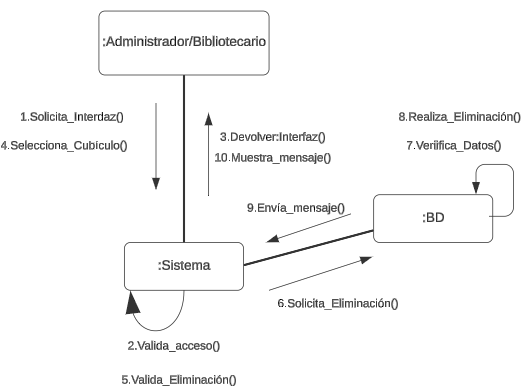 :Administrador/Bibliotecario
1.Solicita_Interdaz()
8.Realiza_Eliminación()
3.Devolver:Interfaz()
4.Selecciona_Cubículo()
7.Veriifica_Datos()
10.Muestra_mensaje()
9.Envía_mensaje()
:BD
:Sistema
6.Solicita_Eliminación()
2.Valida_acceso()
5.Valida_Eliminación()